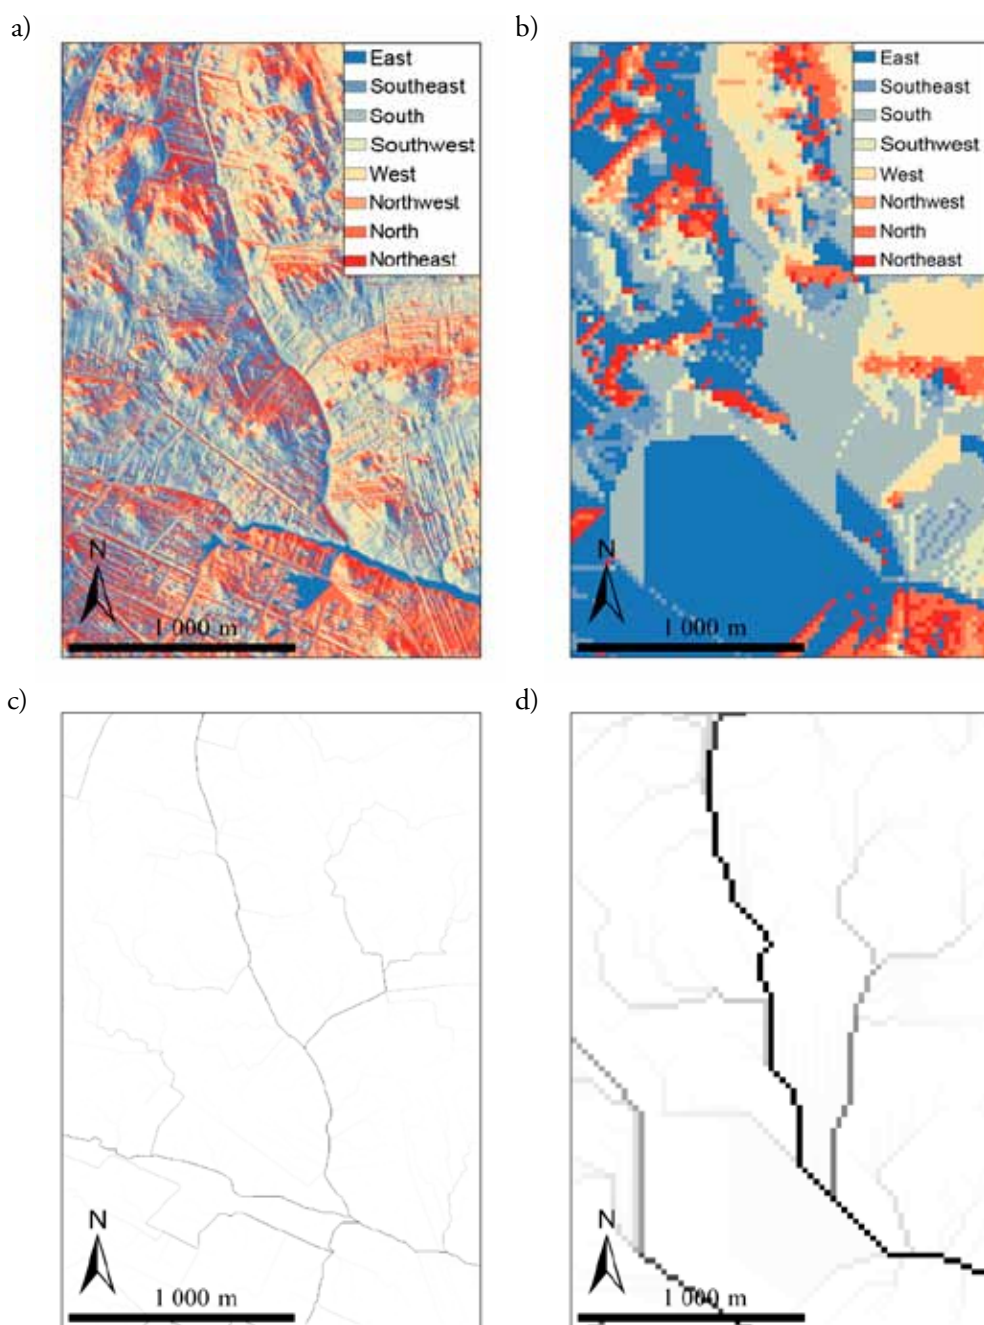 a)
East
Southeast
South
Southwest
West
Northwest
North
Northeast
N
1 000 m
b)
East
Southeast
South
Southwest
West
Northwest
North
Northeast
N
1 000 m
c)
N
1 000 m
d)
N
1 000 m